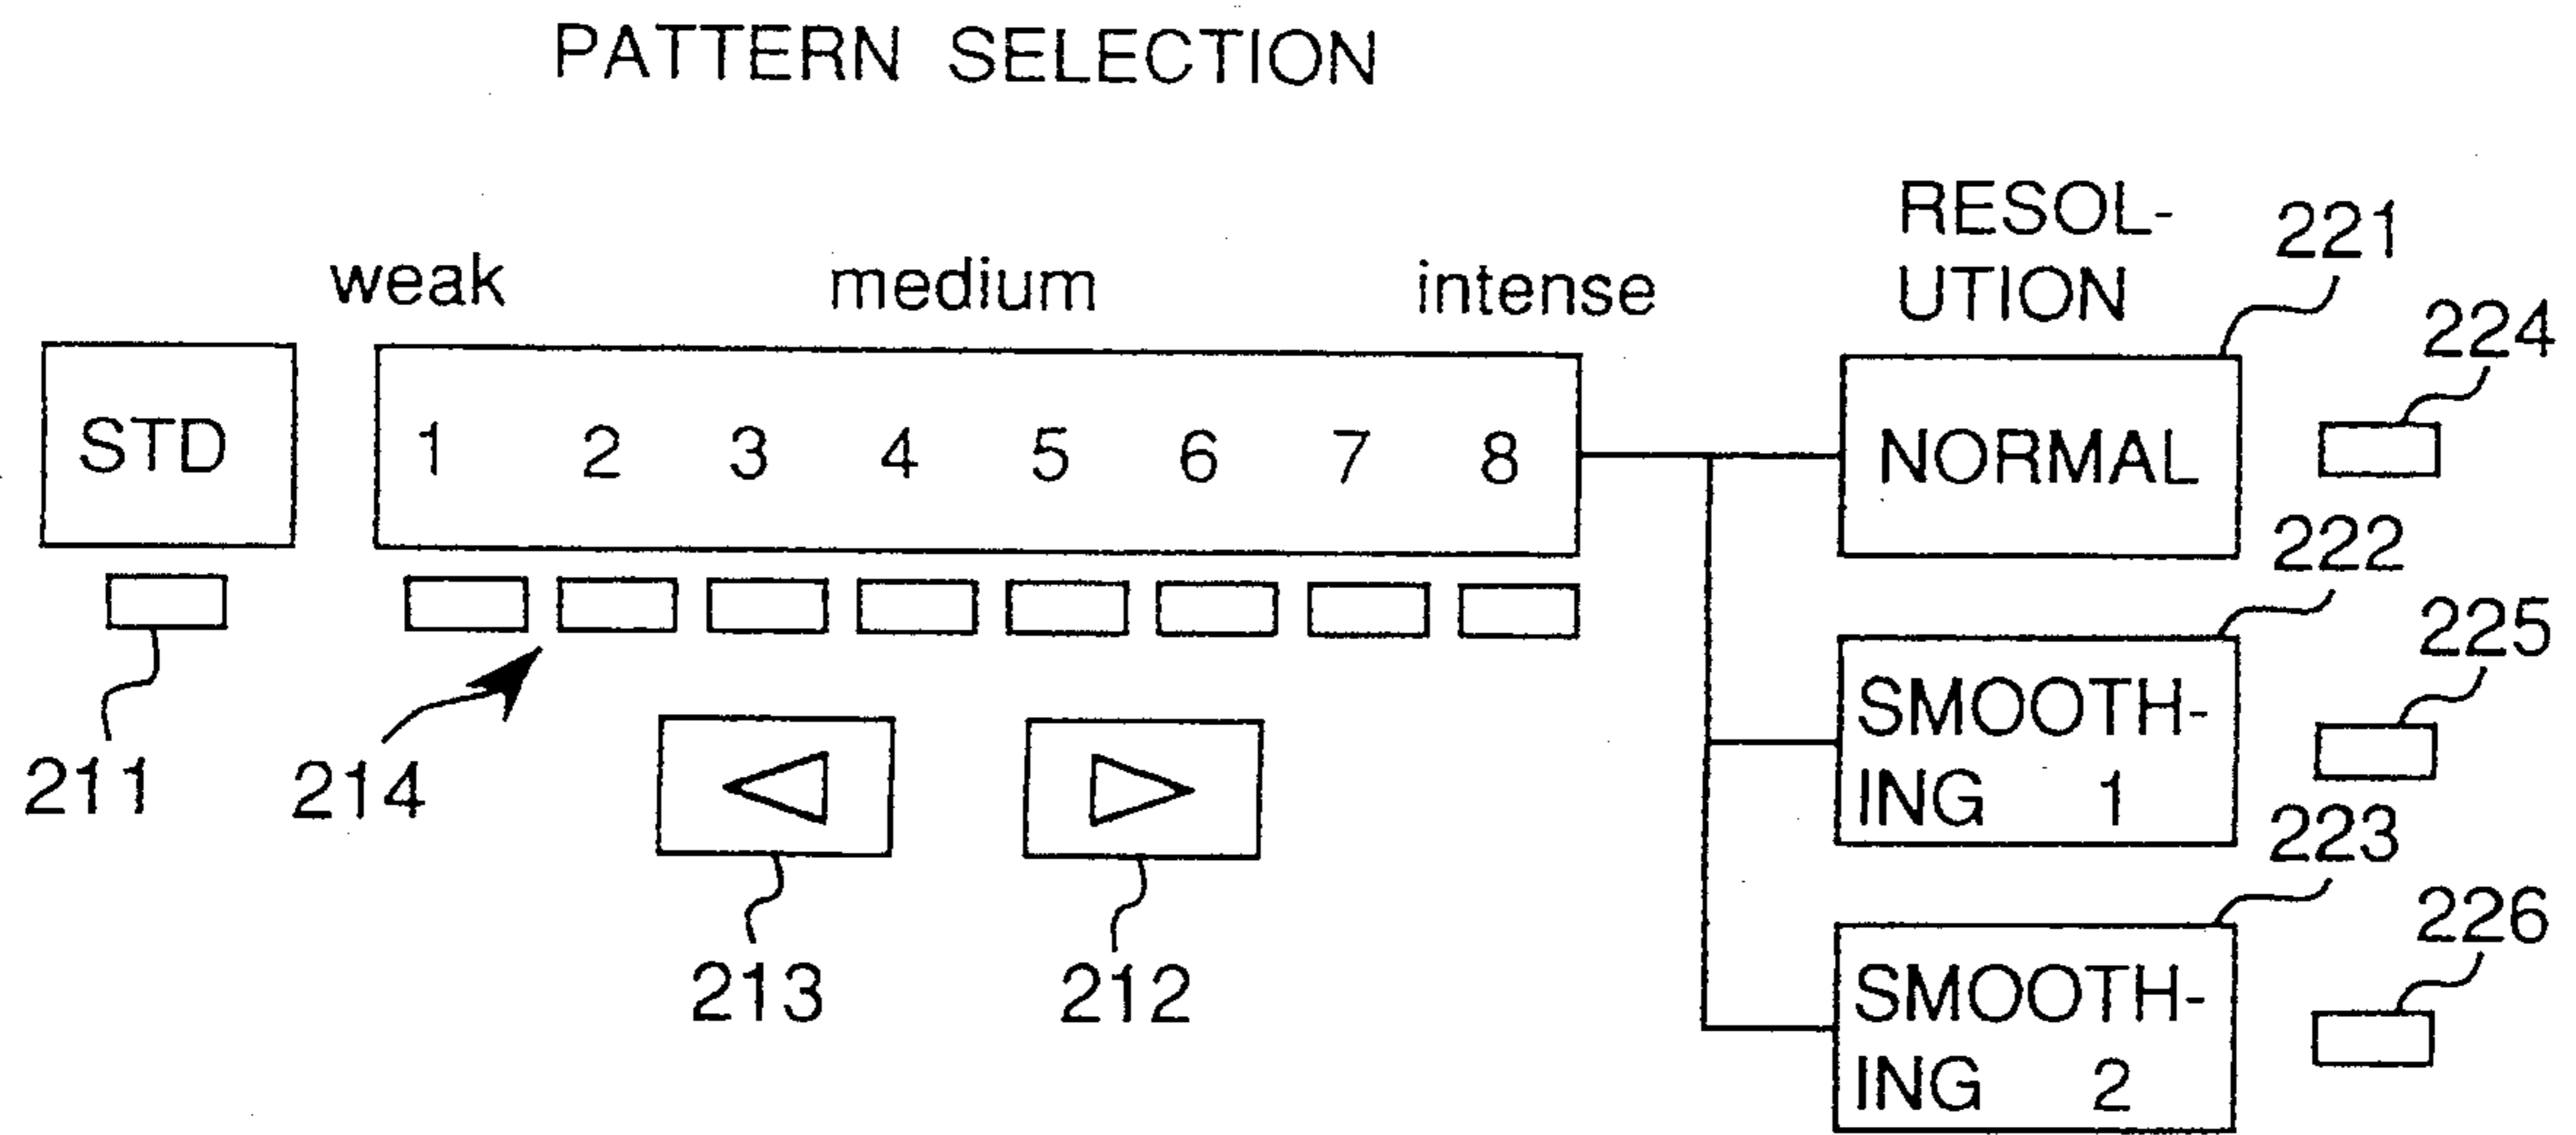 PATTERN SELECTION
RESOL-
UTION
221
weak medium intense
224
STD 1 2 3 4 5 6 7 8 NORMAL
222
225
SMOOTH-
ING 1
211 214
223
226
213 212
SMOOTH-
ING 2